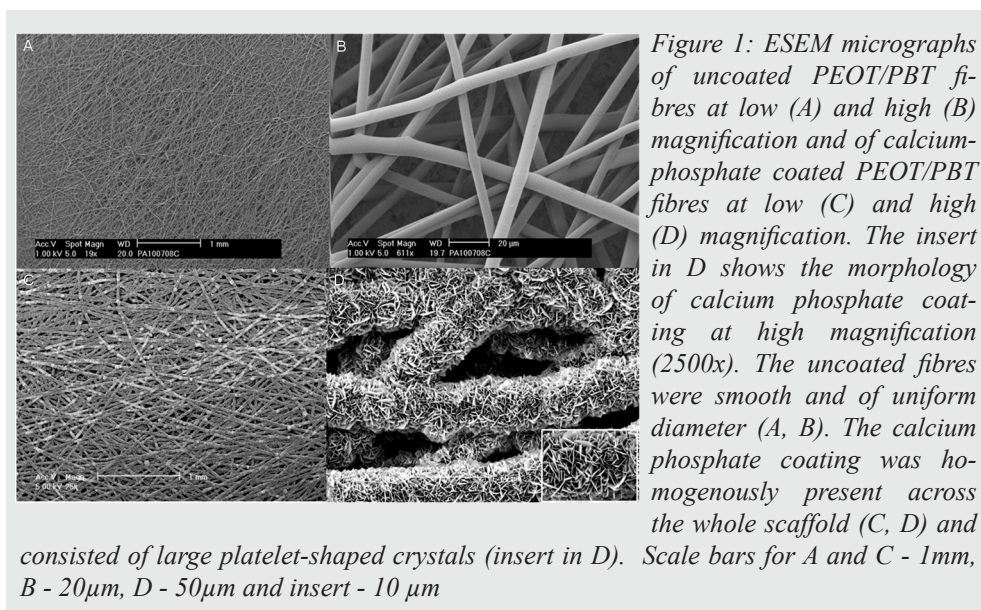 A
B
Acc.V Spot Magn WD 1 mm
1.00 kV 5.0 19x 20.0 PA100708C
Acc.V Spot Magn WD 20 µm
1.00 kV 5.0 611x 19.7 PA100708C
C
D
1 mm
5.00 kV 25x
Figure 1: ESEM micrographs
of uncoated PEOT/PBT fi-
bres at low (A) and high (B)
magnification and of calcium-
phosphate coated PEOT/PBT
fibres at low (C) and high
(D) magnification. The insert
in D shows the morphology
of calcium phosphate coat-
ing at high magnification
(2500x). The uncoated fibres
were smooth and of uniform
diameter (A, B). The calcium
phosphate coating was ho-
mogenously present across
the whole scaffold (C, D) and
consisted of large platelet-shaped crystals (insert in D). Scale bars for A and C - 1mm,
B - 20µm, D - 50µm and insert - 10 µm